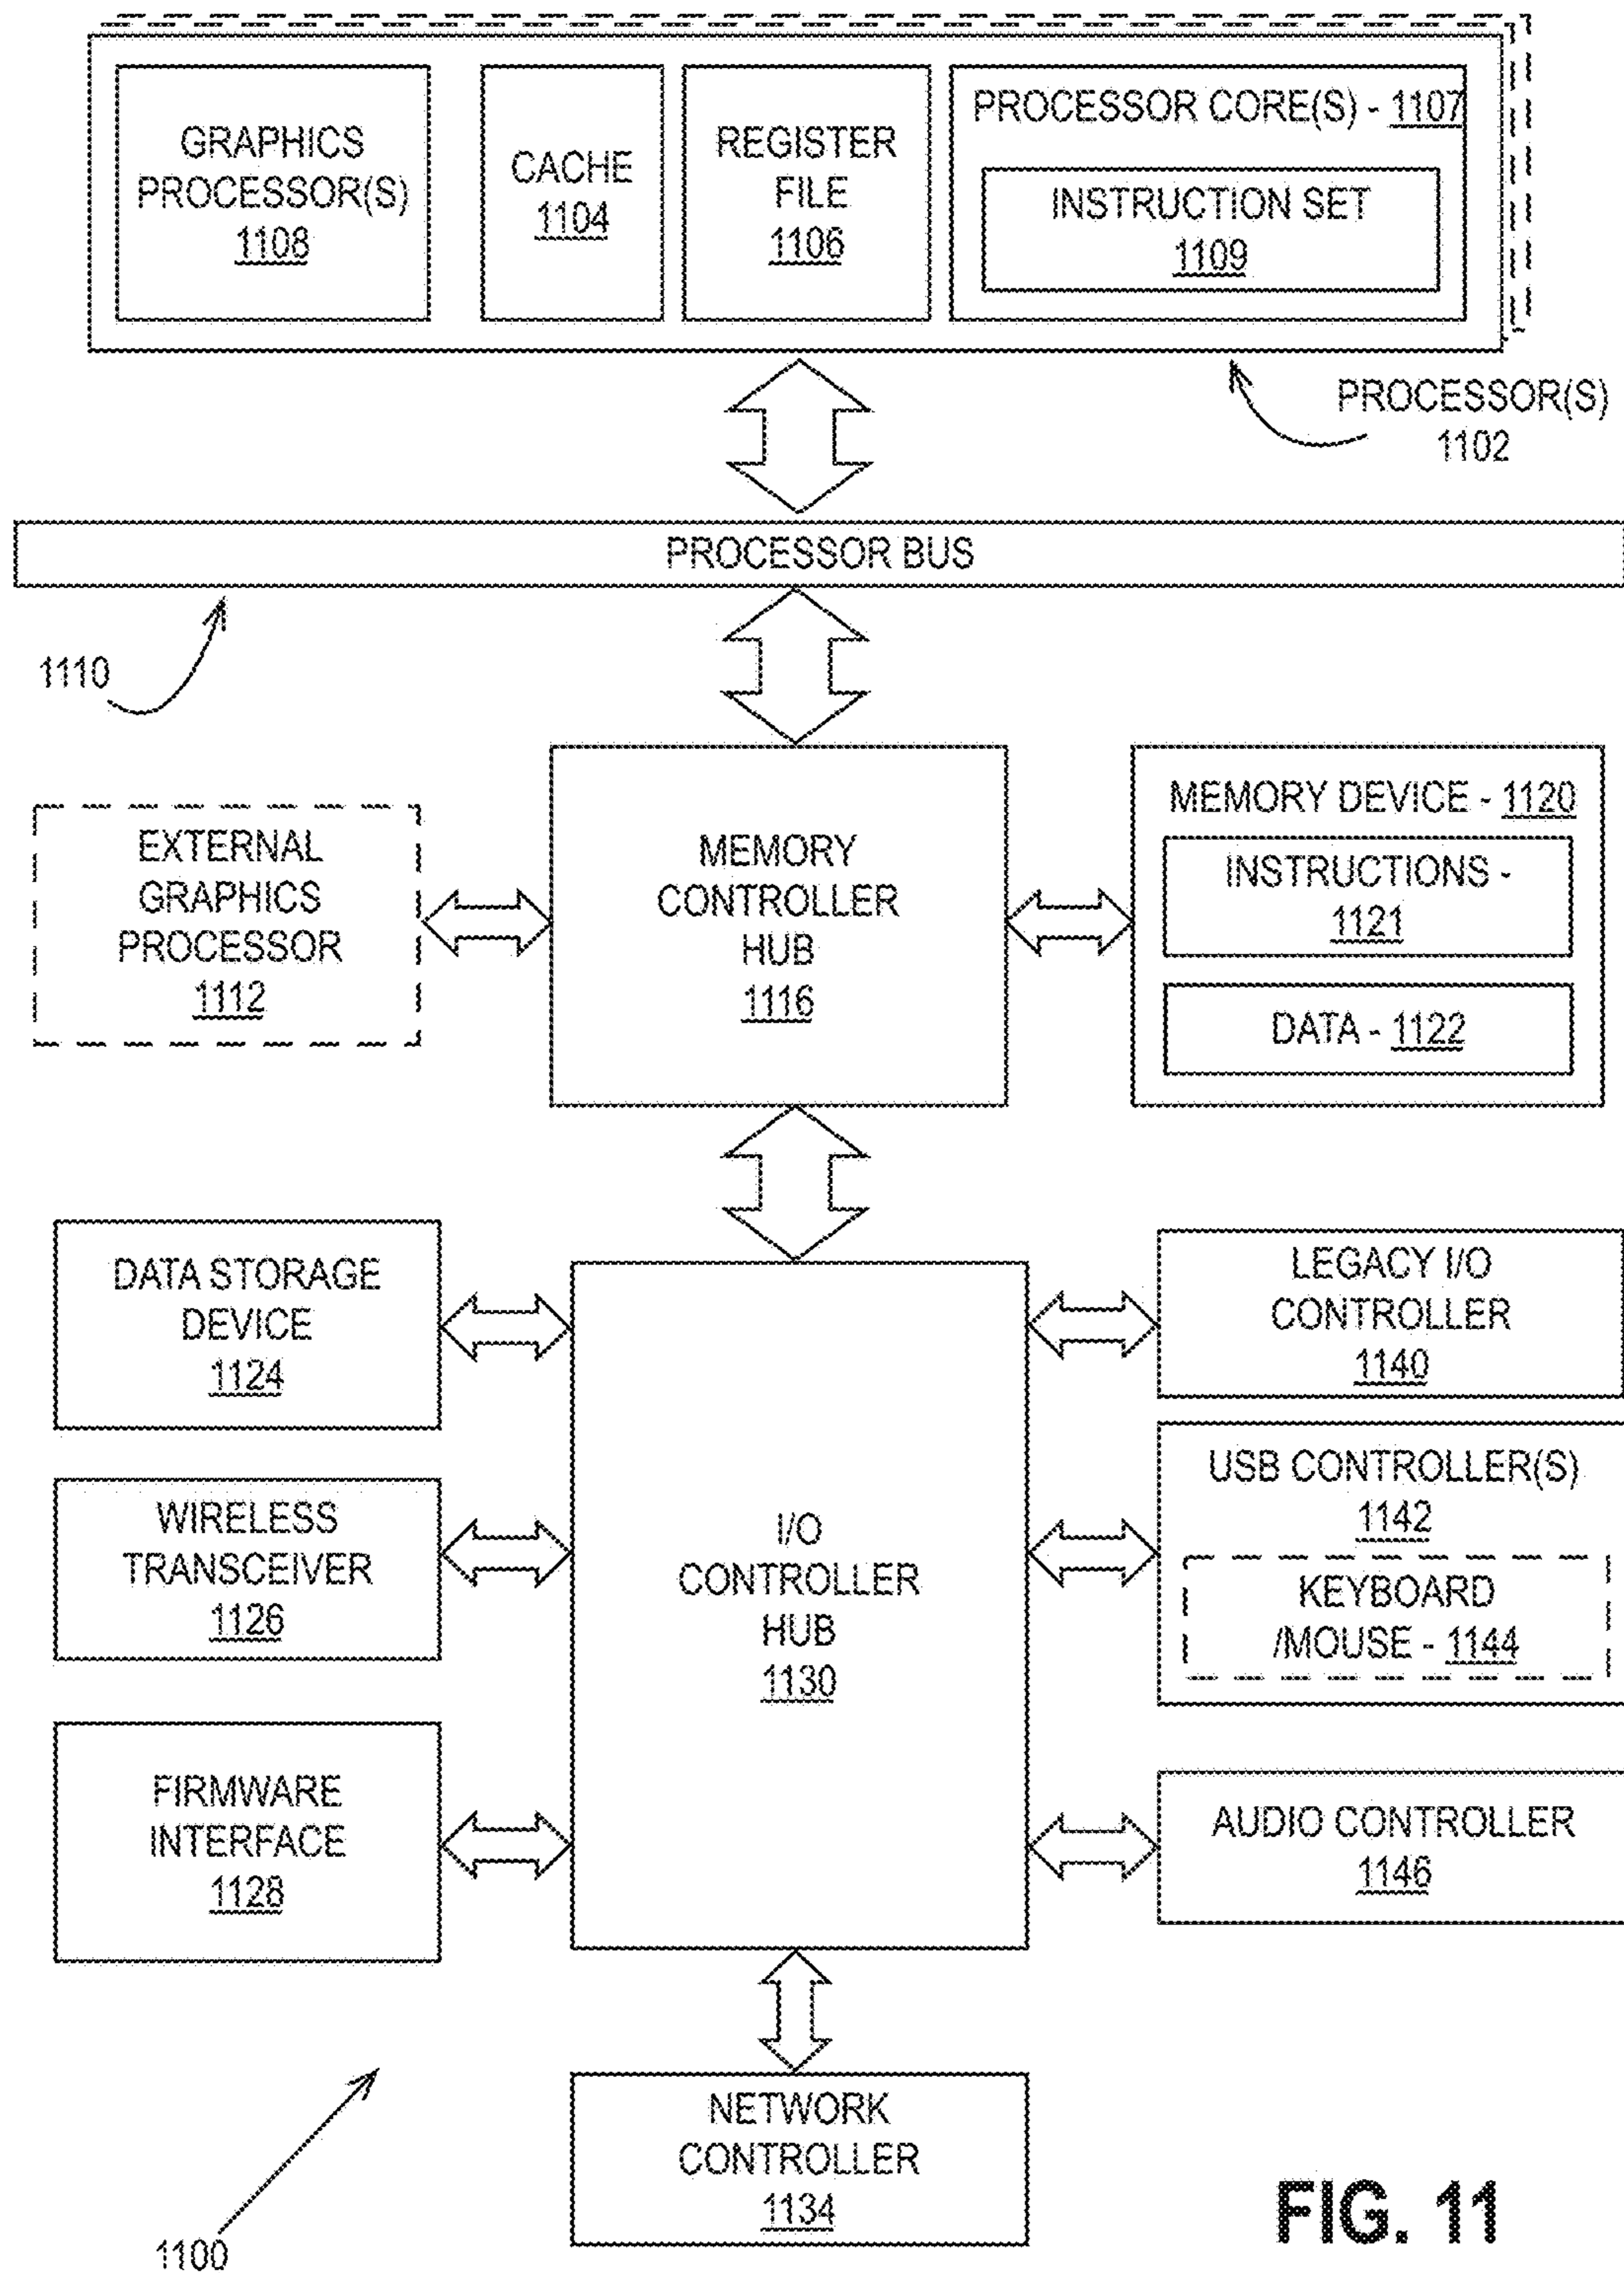 GRAPHICS
PROCESSOR(S)
1108
CACHE
1104
REGISTER
FILE
1106
PROCESSOR CORE(S) - 1107
INSTRUCTION SET
1109
PROCESSOR(S)
1102
PROCESSOR BUS
1110
EXTERNAL
GRAPHICS
PROCESSOR
1112
MEMORY
CONTROLLER
HUB
1116
MEMORY DEVICE - 1120
INSTRUCTIONS -
1121
DATA - 1122
DATA STORAGE
DEVICE
1124
WIRELESS
TRANSCEIVER
1126
FIRMWARE
INTERFACE
1128
I/O
CONTROLLER
HUB
1130
LEGACY I/O
CONTROLLER
1140
USB CONTROLLER(S)
1142
KEYBOARD
/MOUSE - 1144
AUDIO CONTROLLER
1146
NETWORK
CONTROLLER
1134
1100
FIG. 11